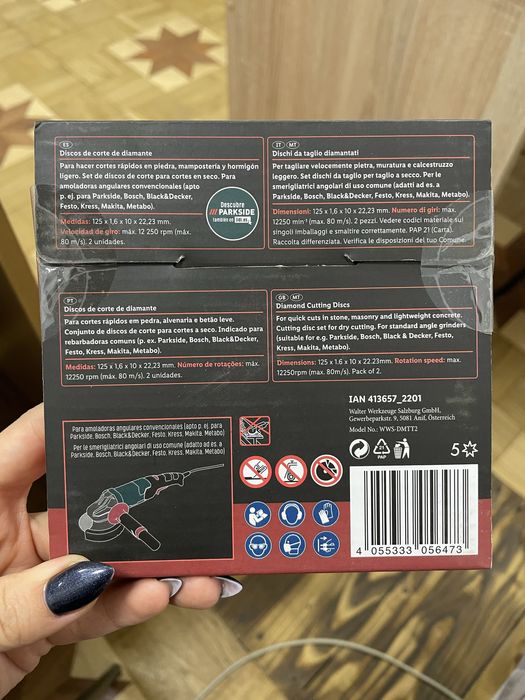 ES
Discos de corte de diamante
Para hacer cortes rápidos en piedra, mampostería y hormigón
ligero. Set de discos de corte para cortes en seco. Para
amoladoras angulares convencionales (apto
p. ej. para Parkside, Bosch, Black&Decker,
Festo, Kress, Makita, Metabo).
Medidas: 125 x 1,6 x 10 x 22,23 mm.
Velocidad de giro: máx. 12 250 rpm (máx.
80 m/s). 2 unidades.
Descubre
PARKSIDE
también en
IT MT
Dischi da taglio diamantati
Per tagliare velocemente pietra, muratura e calcestruzzo
leggero. Set dischi da taglio per taglio a secco. Per le
smerigliatrici angolari di uso comune (adatti ad es. a
Parkside, Bosch, Black&Decker, Festo, Kress, Makita, Metabo).
Dimensioni: 125 x 1,6 x 10 x 22,23 mm. Numero di giri: max.
12250 min⁻¹ (max. 80 m/s). 2 pezzi. Vedere codici materiale sui
singoli imballaggi e smaltire correttamente. PAP 21 (Carta).
Raccolta differenziata. Verifica le disposizioni del tuo Comune.
PT
Discos de corte de diamante
Para cortes rápidos em pedra, alvenaria e betão leve.
Conjunto de discos de corte para cortes a seco. Indicado para
rebarbadoras comuns (p. ex. Parkside, Bosch, Black&Decker,
Festo, Kress, Makita, Metabo).
Medidas: 125 x 1,6 x 10 x 22,23 mm. Número de rotações: máx.
12250 rpm (máx. 80 m/s). 2 unidades.
GB MT
Diamond Cutting Discs
For quick cuts in stone, masonry and lightweight concrete.
Cutting disc set for dry cutting. For standard angle grinders
(suitable for e.g. Parkside, Bosch, Black&Decker, Festo,
Kress, Makita, Metabo).
Dimensions: 125 x 1,6 x 10 x 22.23mm. Rotation speed: max.
12250rpm (max. 80m/s). Pack of 2.
IAN 413657_2201
Walter Werkzeuge Salzburg GmbH,
Gewerbeparkstr. 9, 5081 Anif, Österreich
Model No.: WWS-DMTT2
PAP
5
Para amoladoras angulares convencionales (apto p. ej. para
Parkside, Bosch, Black&Decker, Festo, Kress, Makita, Metabo)
Per le smerigliatrici angolari di uso comune (adatto ad es. a
Parkside, Bosch, Black&Decker, Festo, Kress, Makita, Metabo)
4 055333 056473